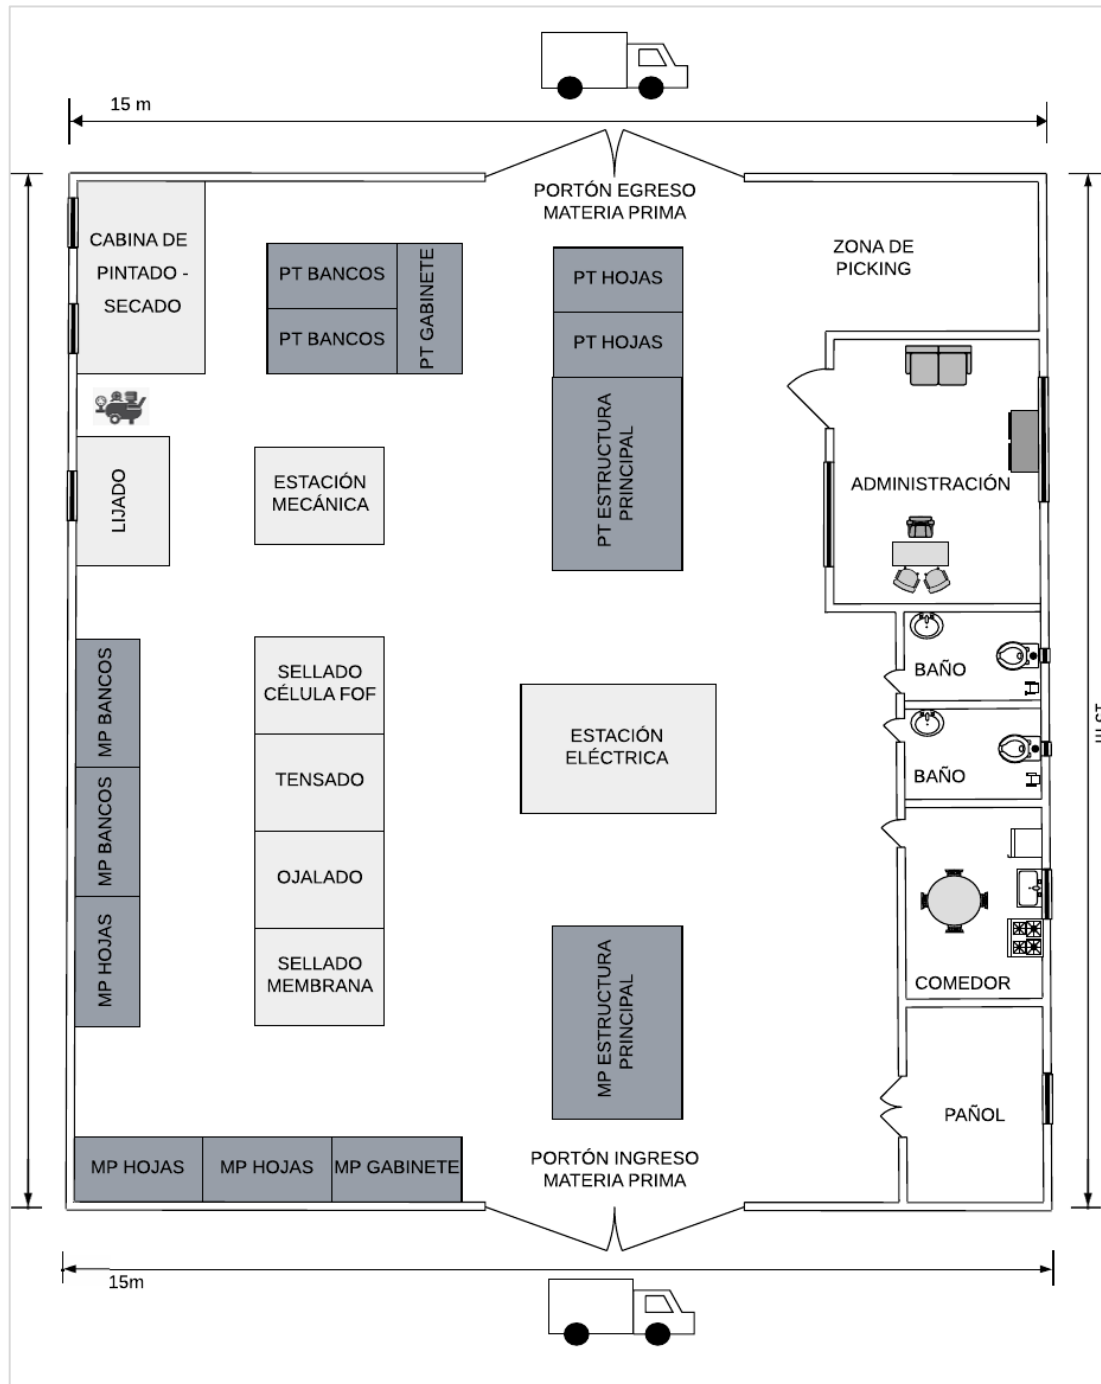 15 m
PORTÓN EGRESO
MATERIA PRIMA
CABINA DE
PINTADO -
SECADO
PT BANCOS
PT BANCOS
PT GABINETE
PT HOJAS
PT HOJAS
ZONA DE
PICKING
PT ESTRUCTURA
PRINCIPAL
LIJADO
ESTACIÓN
MECÁNICA
ADMINISTRACIÓN
MP BANCOS
SELLADO
CÉLULA FOF
BAÑO
ESTACIÓN
ELÉCTRICA
TENSADO
BAÑO
MP BANCOS
OJALADO
MP HOJAS
SELLADO
MEMBRANA
MP ESTRUCTURA
PRINCIPAL
COMEDOR
PAÑOL
MP HOJAS
MP HOJAS
MP GABINETE
PORTÓN INGRESO
MATERIA PRIMA
15m